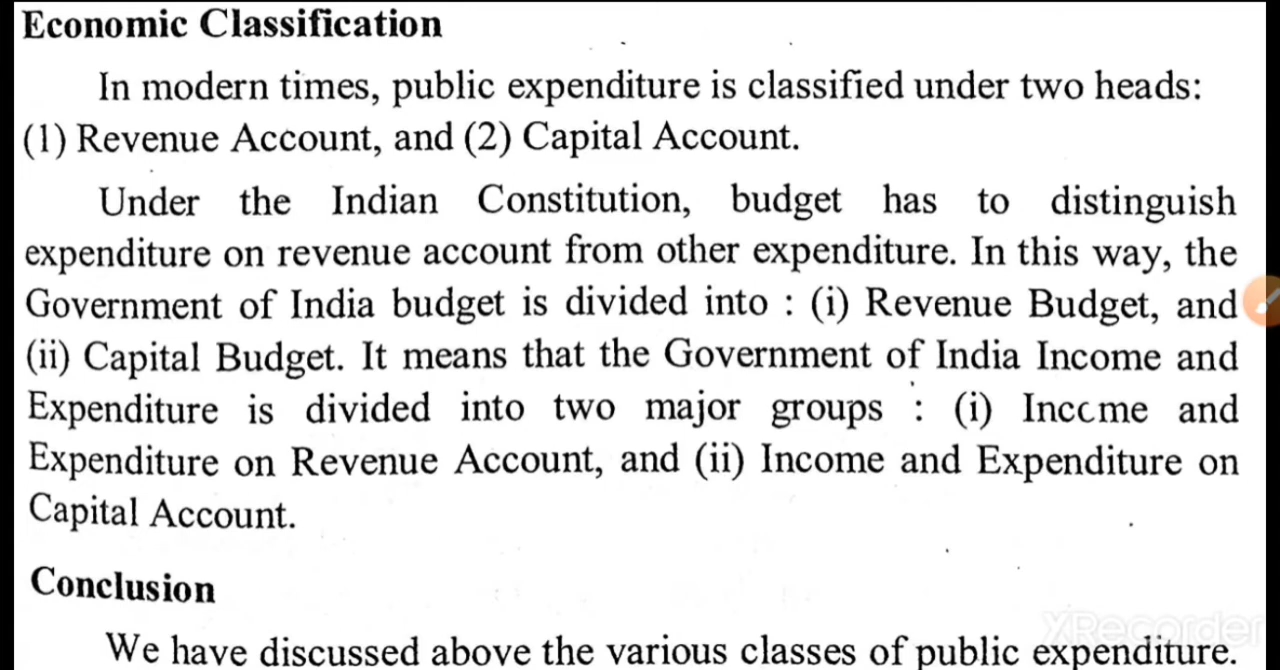 Economic Classification
In modern times, public expenditure is classified under two heads:
(1) Revenue Account, and (2) Capital Account.
Under the Indian Constitution, budget has to distinguish
expenditure on revenue account from other expenditure. In this way, the
Government of India budget is divided into : (i) Revenue Budget, and
(ii) Capital Budget. It means that the Government of India Income and
Expenditure is divided into two major groups : (i) Inccme and
Expenditure on Revenue Account, and (ii) Income and Expenditure on
Capital Account.
Conclusion
We have discussed above the various classes of public expenditure.
XRecorder